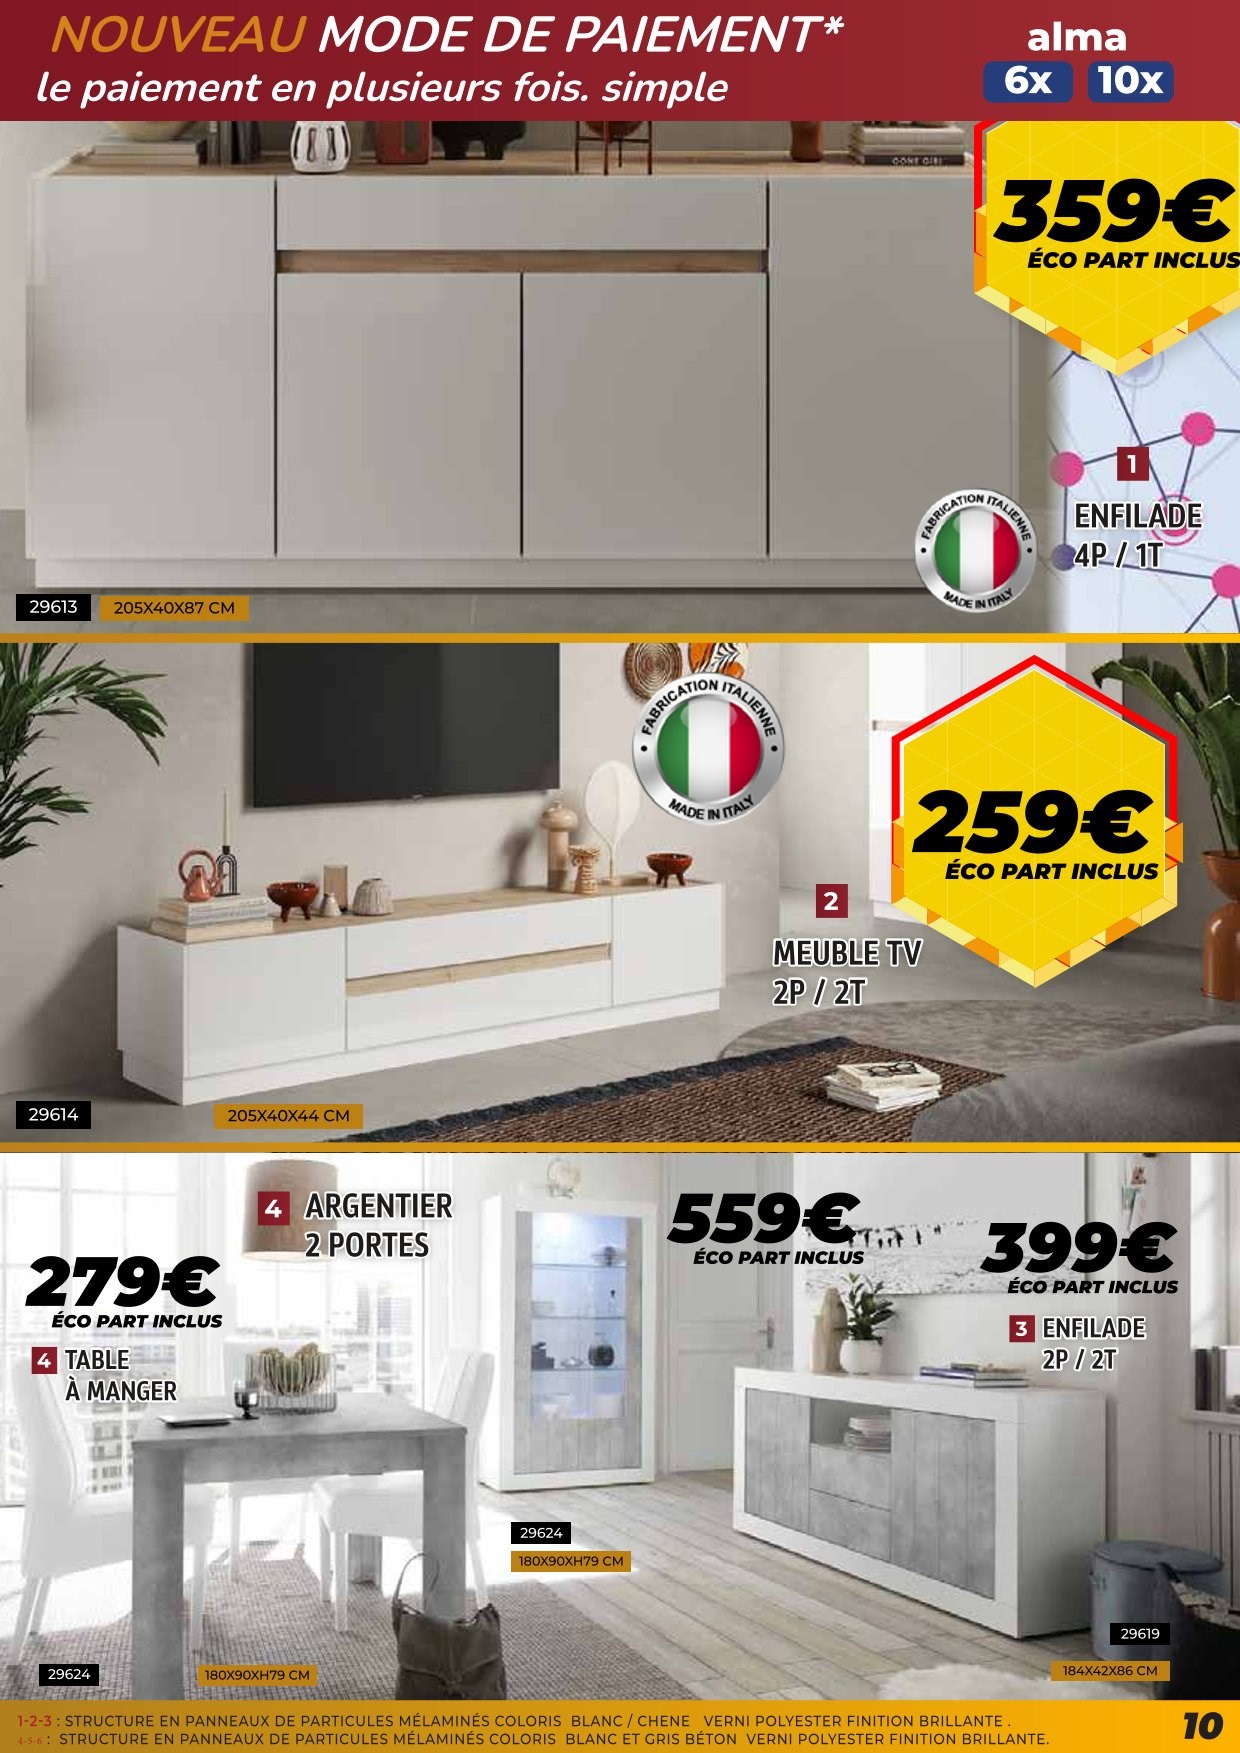 NOUVEAU MODE DE PAIEMENT*
le paiement en plusieurs fois. simple
alma
6x 10x
GONE GIRL
359€
ÉCO PART INCLUS
1
ENFILADE
4P / 1T
FABRICATION ITALIENNE
MADE IN ITALY
29613
205X40X87 CM
FABRICATION ITALIENNE
MADE IN ITALY
259€
ÉCO PART INCLUS
2
MEUBLE TV
2P / 2T
29614
205X40X44 CM
4 ARGENTIER
2 PORTES
559€
ÉCO PART INCLUS
399€
ÉCO PART INCLUS
279€
ÉCO PART INCLUS
3 ENFILADE
2P / 2T
4 TABLE
À MANGER
29624
180X90XH79 CM
29619
184X42X86 CM
29624
180X90XH79 CM
1-2-3 : STRUCTURE EN PANNEAUX DE PARTICULES MÉLAMINÉS COLORIS BLANC / CHENE VERNI POLYESTER FINITION BRILLANTE .
4-5-6 : STRUCTURE EN PANNEAUX DE PARTICULES MÉLAMINÉS COLORIS BLANC ET GRIS BÉTON VERNI POLYESTER FINITION BRILLANTE.
10